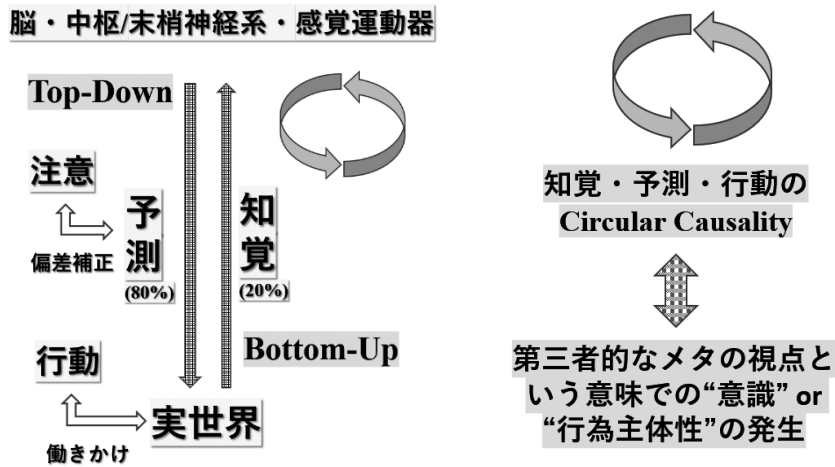 脳・中枢/末梢神経系・感覚運動器
Top-Down
注意
予測
(80%)
知覚
(20%)
偏差補正
Bottom-Up
行動
実世界
働きかけ
知覚・予測・行動の
Circular Causality
第三者的なメタの視点と
いう意味での“意識” or
“行為主体性”の発生